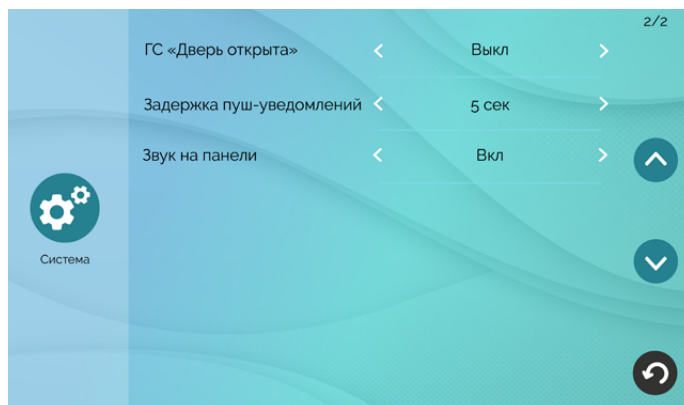 2/2
ГС «Дверь открыта» < Выкл >
Задержка пуш-уведомлений < 5 сек >
Звук на панели < Вкл >
Система